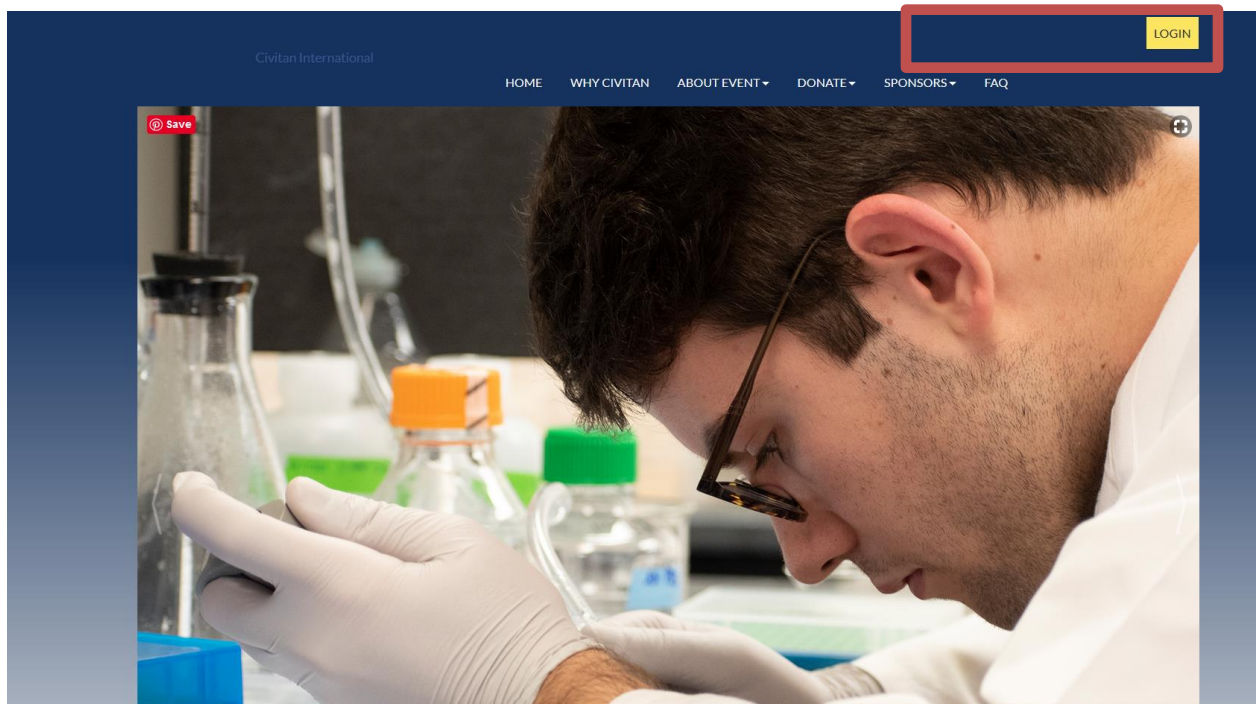 LOGIN
Civitan International
HOME WHY CIVITAN ABOUT EVENT DONATE SPONSORS FAQ
Save